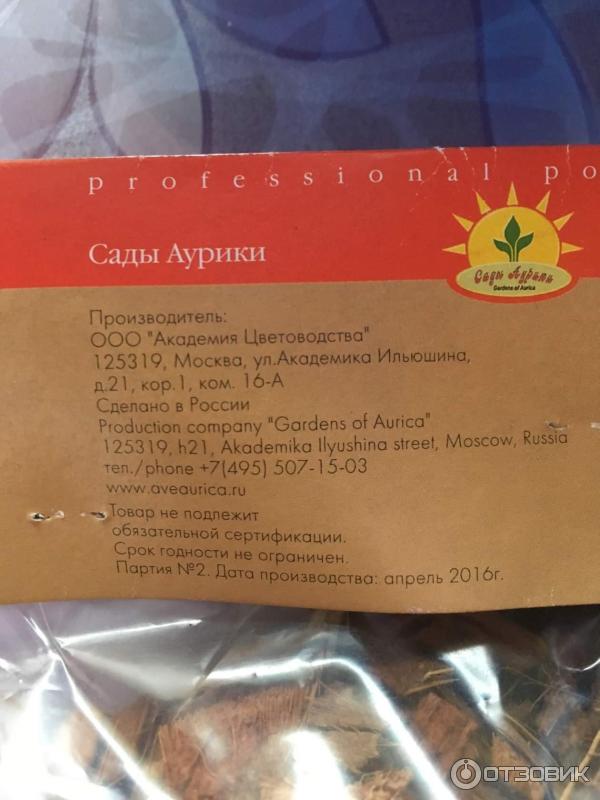 professional po
Сады Аурики
Сады Аурики
Gardens of Aurica
Производитель:
ООО "Академия Цветоводства"
125319, Москва, ул.Академика Ильюшина,
д.21, кор.1, ком. 16-А
Сделано в России
Production company "Gardens of Aurica"
125319, h21, Akademika Ilyushina street, Moscow, Russia
тел./phone +7(495) 507-15-03
www.aveaurica.ru
Товар не подлежит
обязательной сертификации.
Срок годности не ограничен.
Партия №2. Дата производства: апрель 2016г.
ОТЗОВИК